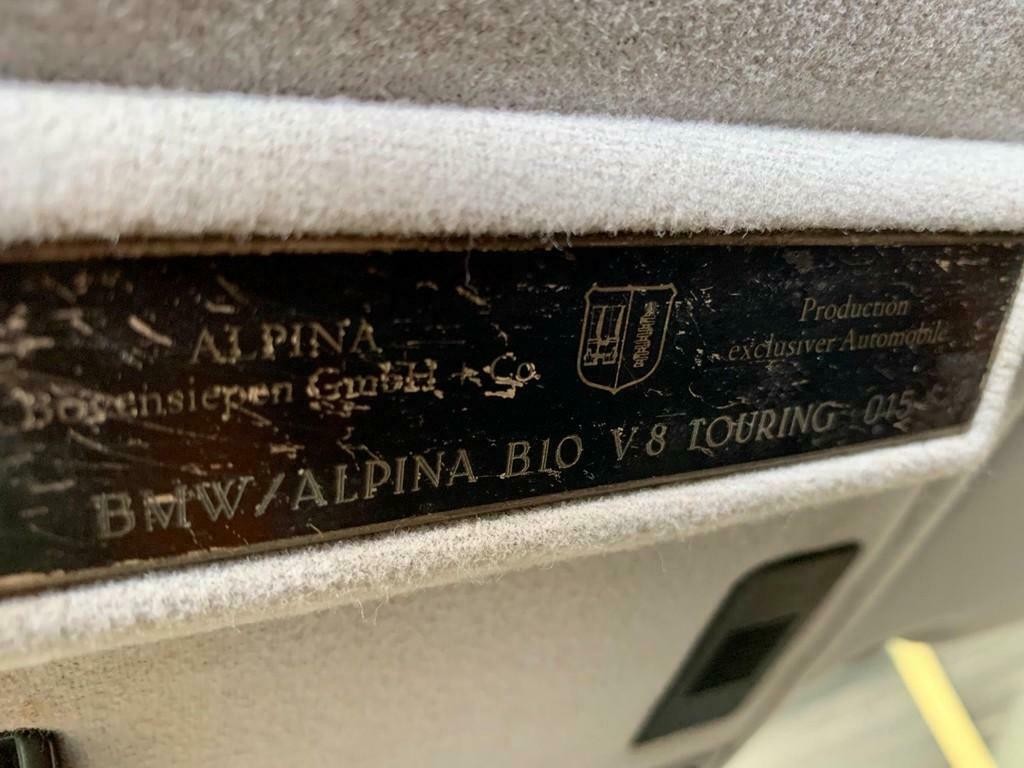 ALPINA
Bovensiepen GmbH + Co
Production
exclusiver Automobile
BMW/ALPINA B10 V8 TOURING 015